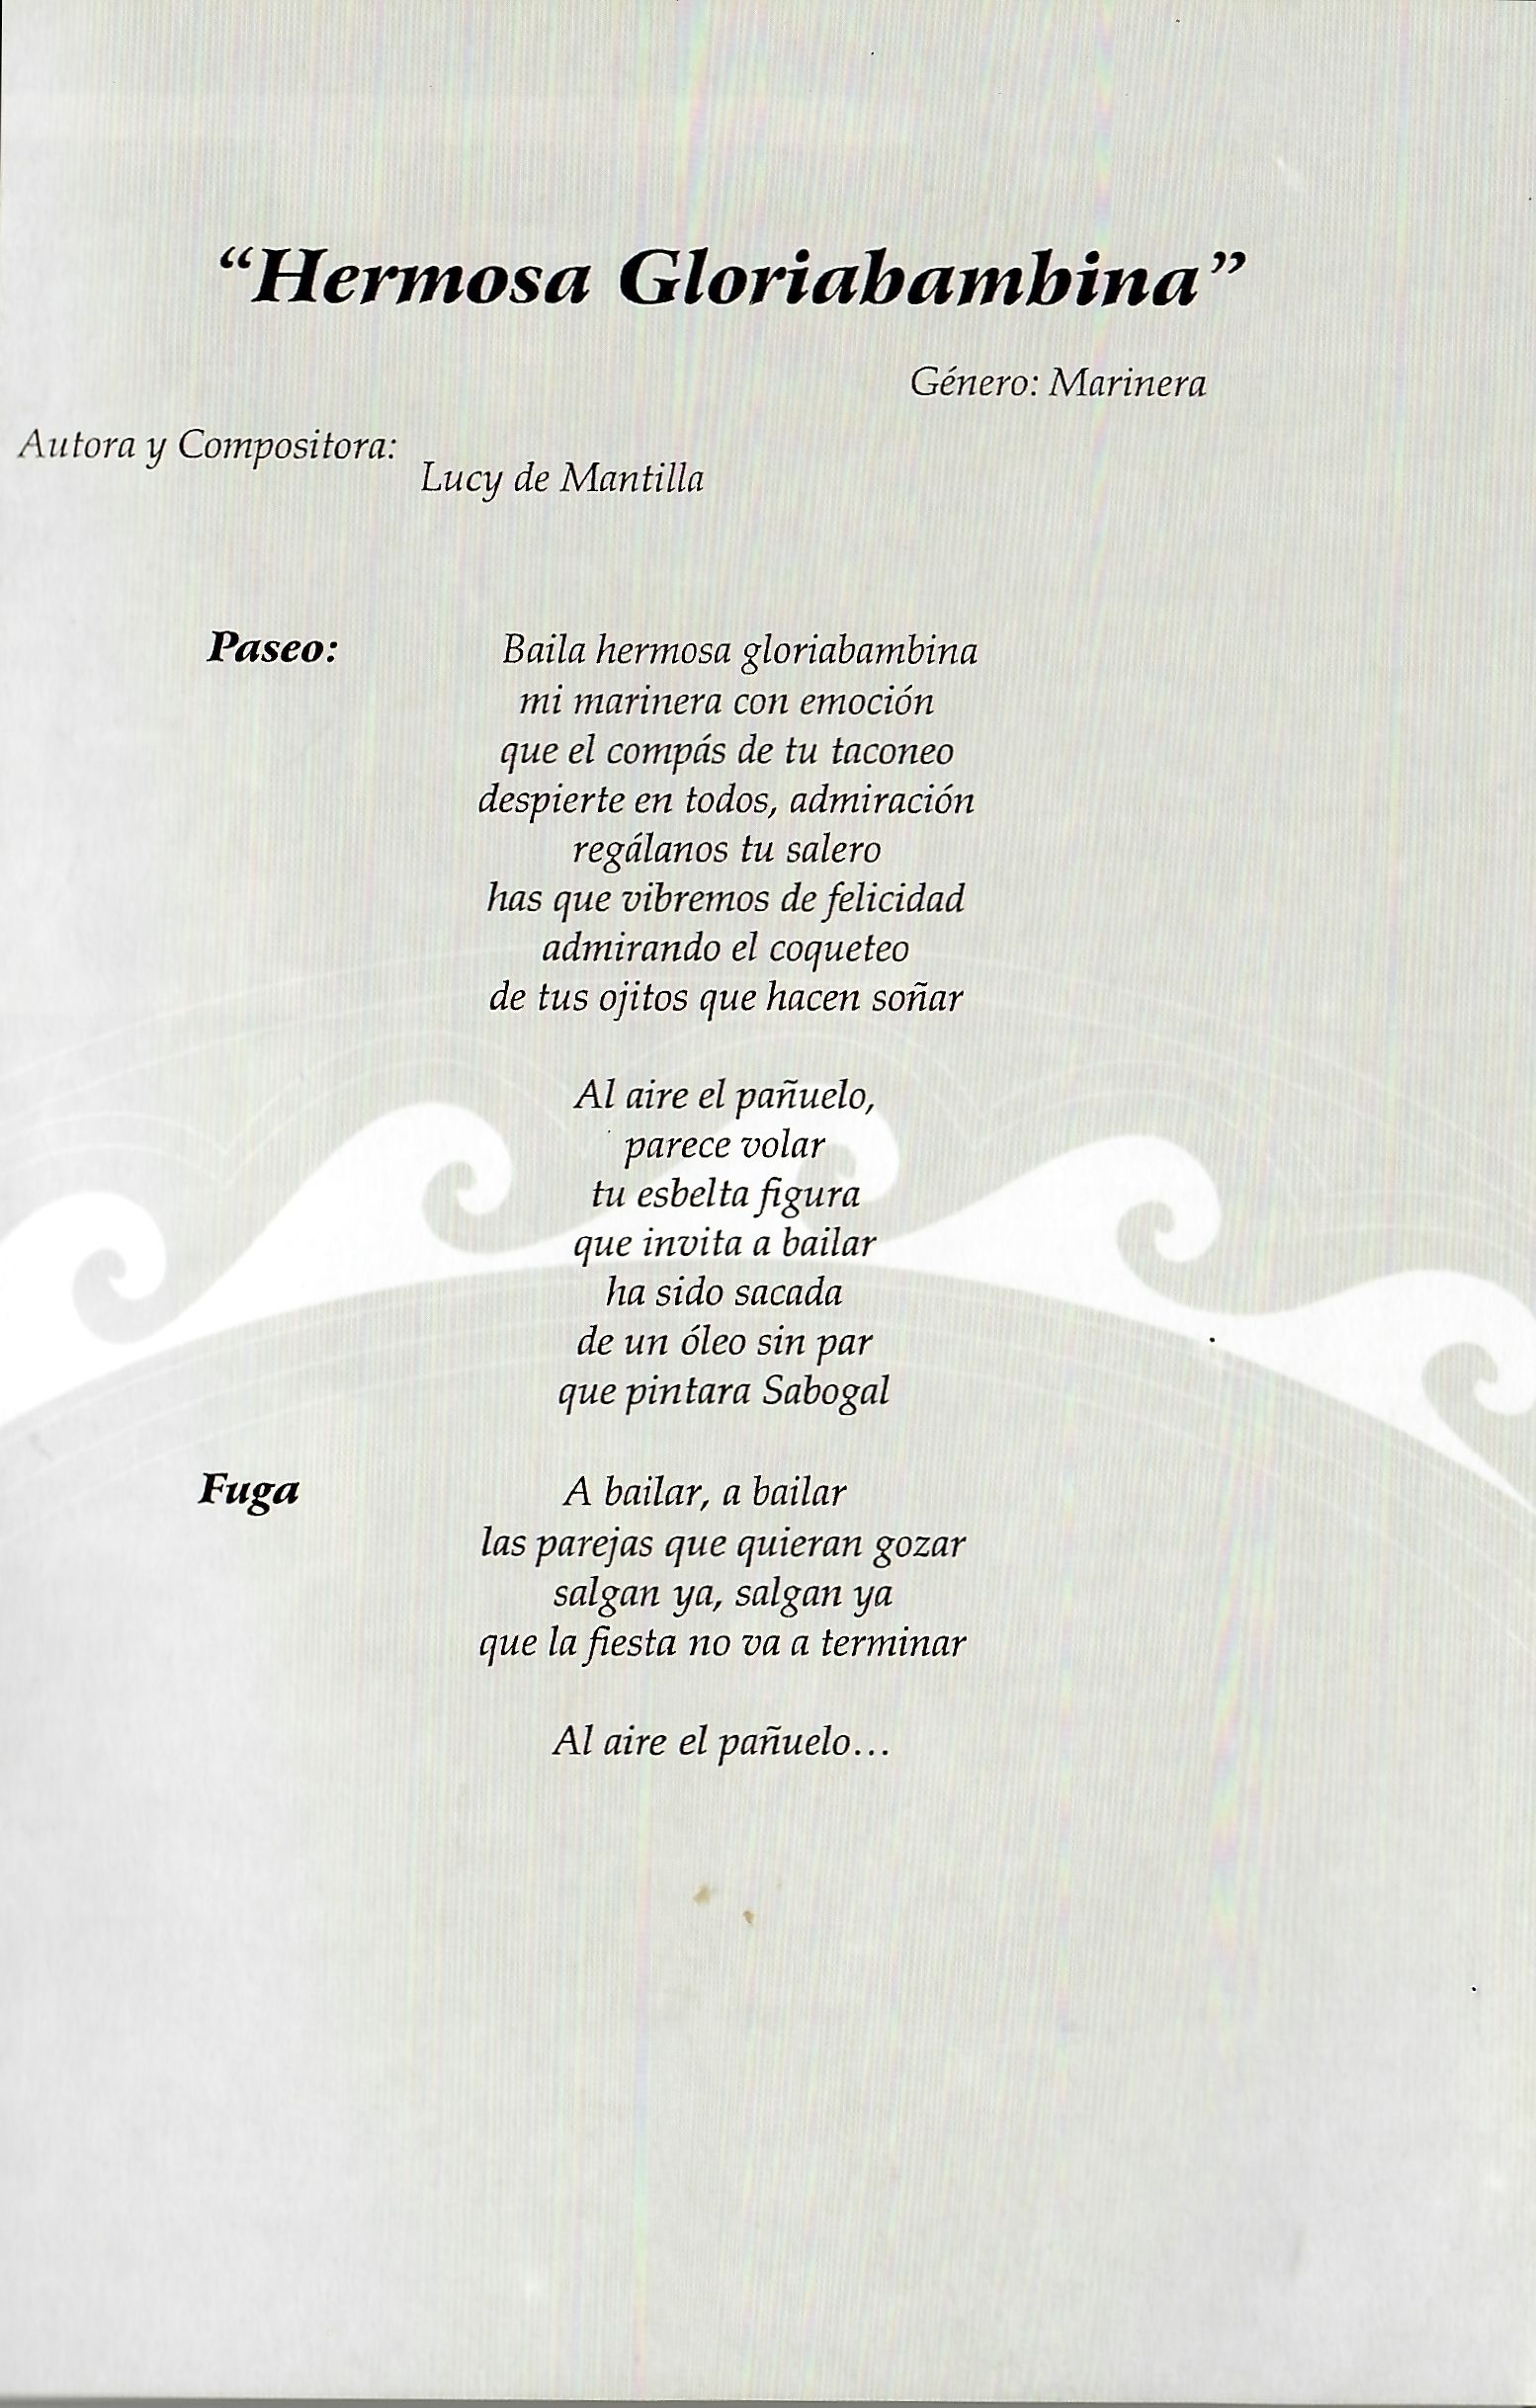 “Hermosa Gloriabambina”
Género: Marinera
Autora y Compositora:
Lucy de Mantilla
Paseo: Baila hermosa gloriabambina
mi marinera con emoción
que el compás de tu taconeo
despierte en todos, admiración
regálanos tu salero
has que vibremos de felicidad
admirando el coqueteo
de tus ojitos que hacen soñar
Al aire el pañuelo,
parece volar
tu esbelta figura
que invita a bailar
ha sido sacada
de un óleo sin par
que pintara Sabogal
Fuga A bailar, a bailar
las parejas que quieran gozar
salgan ya, salgan ya
que la fiesta no va a terminar
Al aire el pañuelo...